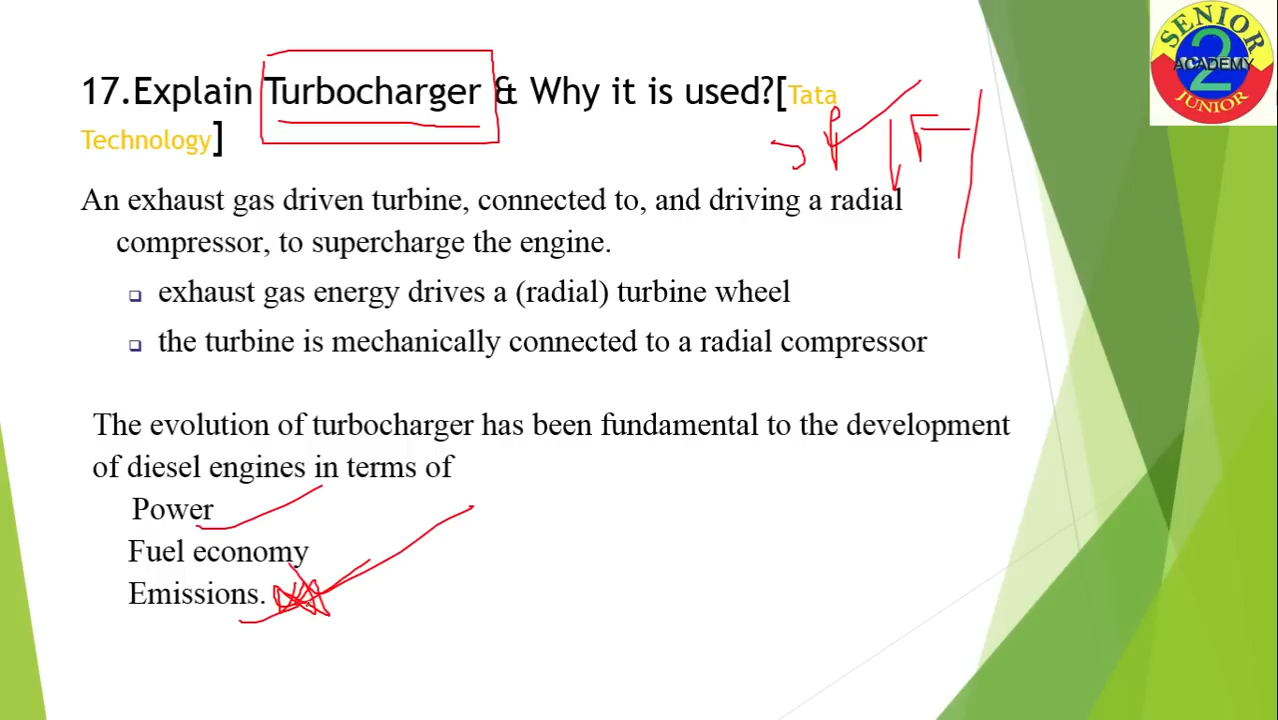 17.Explain Turbocharger & Why it is used?[Tata
Technology]
An exhaust gas driven turbine, connected to, and driving a radial
compressor, to supercharge the engine.
exhaust gas energy drives a (radial) turbine wheel
the turbine is mechanically connected to a radial compressor
The evolution of turbocharger has been fundamental to the development
of diesel engines in terms of
Power
Fuel economy
Emissions.
SENIOR
2
ACADEMY
JUNIOR